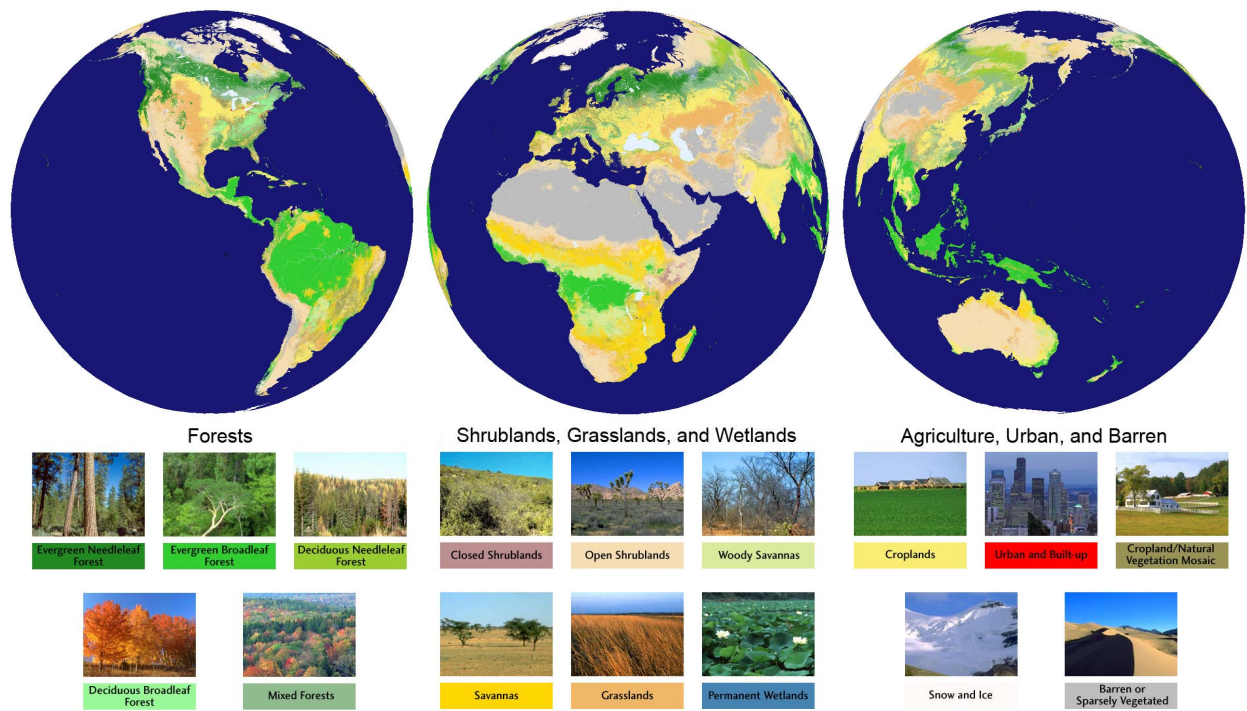 Forests
Shrublands, Grasslands, and Wetlands
Agriculture, Urban, and Barren
Evergreen Needleleaf
Forest
Evergreen Broadleaf
Forest
Deciduous Needleleaf
Forest
Closed Shrublands
Open Shrublands
Woody Savannas
Croplands
Urban and Built-up
Cropland/Natural
Vegetation Mosaic
Deciduous Broadleaf
Forest
Mixed Forests
Savannas
Grasslands
Permanent Wetlands
Snow and Ice
Barren or
Sparsely Vegetated